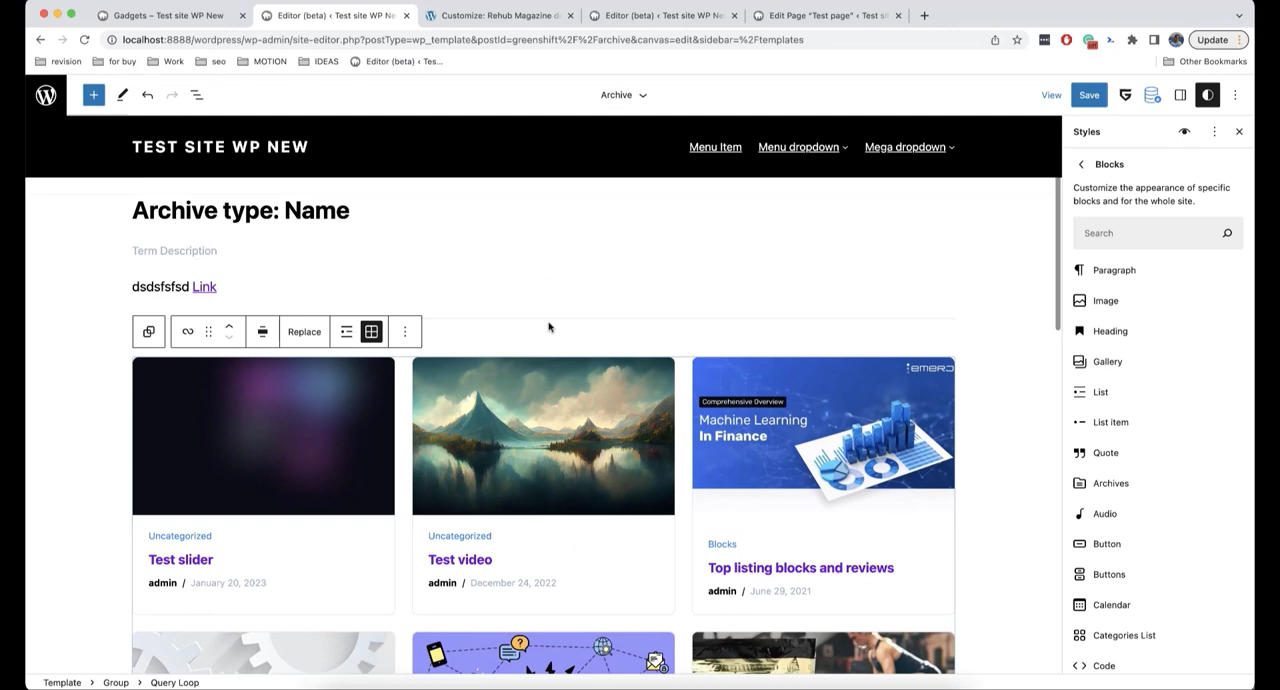 Gadgets – Test site WP New
Editor (beta) ‹ Test site WP Ne
Customize: Rehub Magazine d
Editor (beta) ‹ Test site WP Ne
Edit Page "Test page" ‹ Test si
localhost:8888/wordpress/wp-admin/site-editor.php?postType=wp_template&postId=greenshift%2F%2Farchive&canvas=edit&sidebar=%2Ftemplates
Update
revision
for buy
Work
seo
MOTION
IDEAS
Editor (beta) ‹ Tes...
Other Bookmarks
Archive
View
Save
TEST SITE WP NEW
Menu Item
Menu dropdown
Mega dropdown
Styles
Blocks
Customize the appearance of specific
blocks and for the whole site.
Search
Paragraph
Image
Heading
Gallery
List
List item
Quote
Archives
Audio
Button
Buttons
Calendar
Categories List
Code
Archive type: Name
Term Description
dsdsfsfsd Link
Replace
Comprehensive Overview
Machine Learning
In Finance
Uncategorized
Test slider
admin / January 20, 2023
Uncategorized
Test video
admin / December 24, 2022
Blocks
Top listing blocks and reviews
admin / June 29, 2021
Template > Group > Query Loop